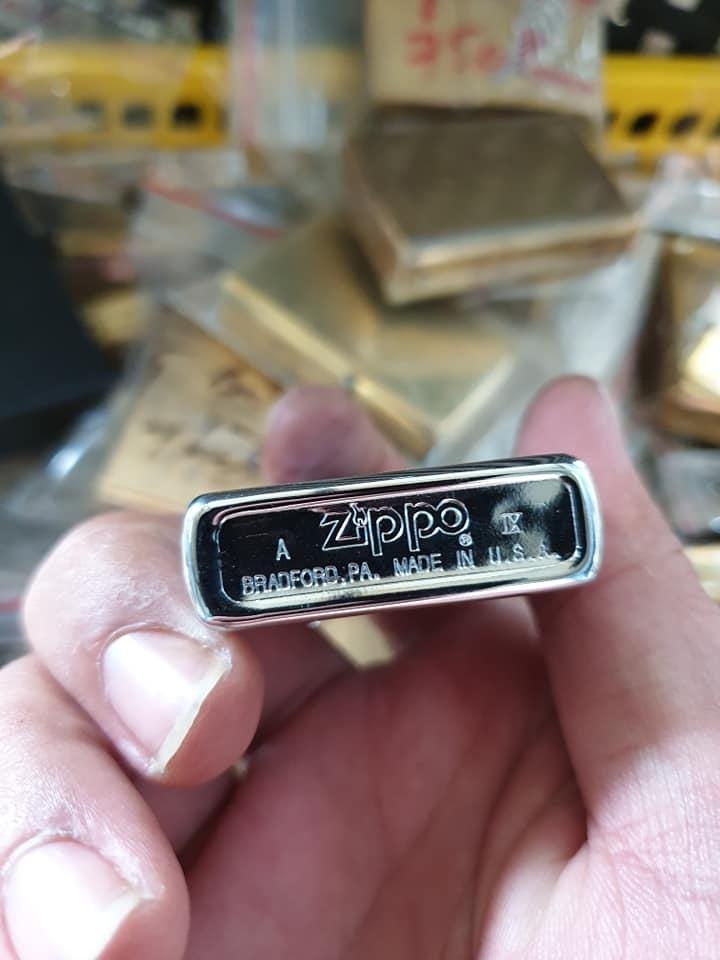 A zippo ® IX
BRADFORD, PA. MADE IN U.S.A.